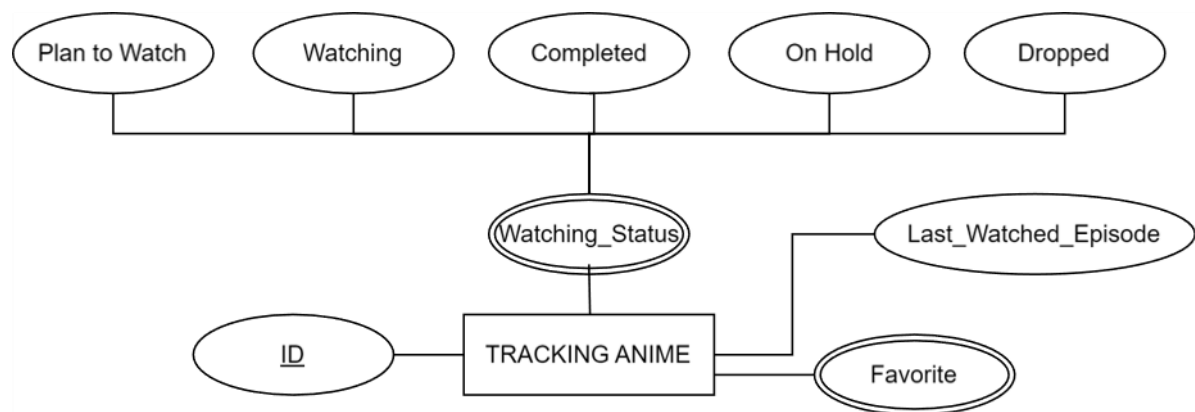 Plan to Watch
Watching
Completed
On Hold
Dropped
Watching_Status
Last_Watched_Episode
ID
TRACKING ANIME
Favorite